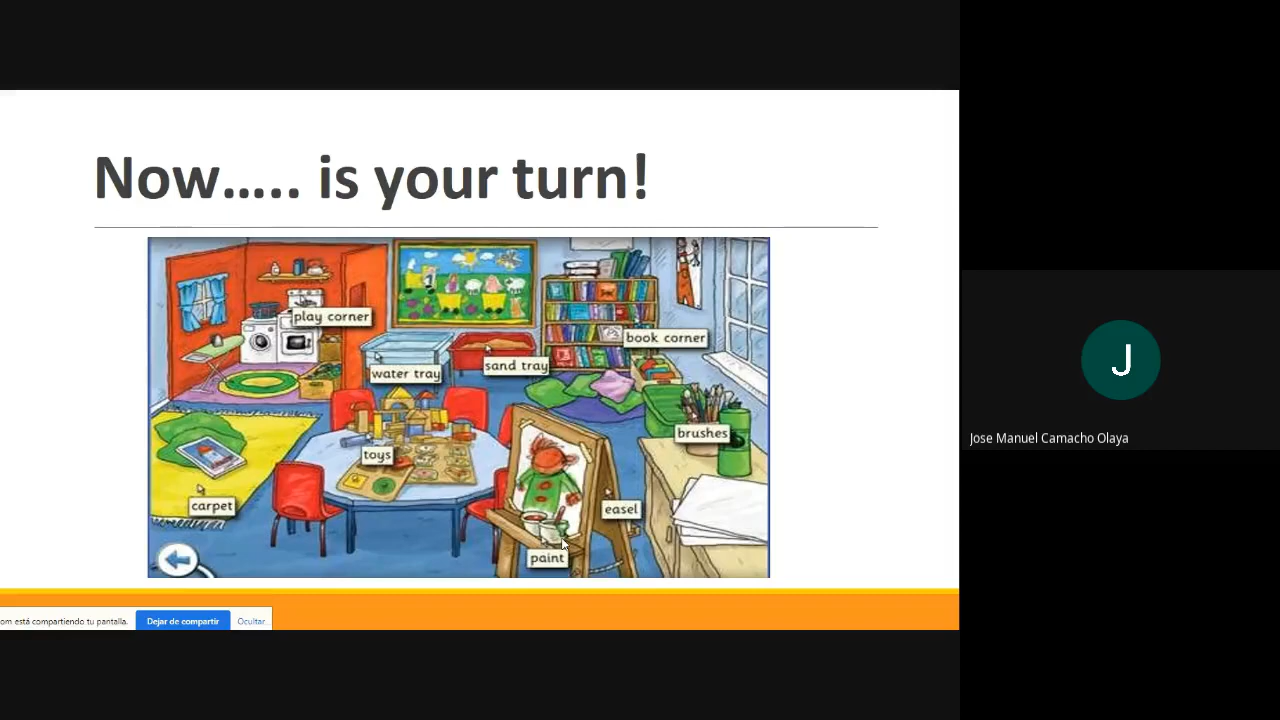 Now….. is your turn!
play corner
book corner
water tray
sand tray
brushes
toys
carpet
easel
paint
J
Jose Manuel Camacho Olaya
om está compartiendo tu pantalla. Dejar de compartir Ocultar